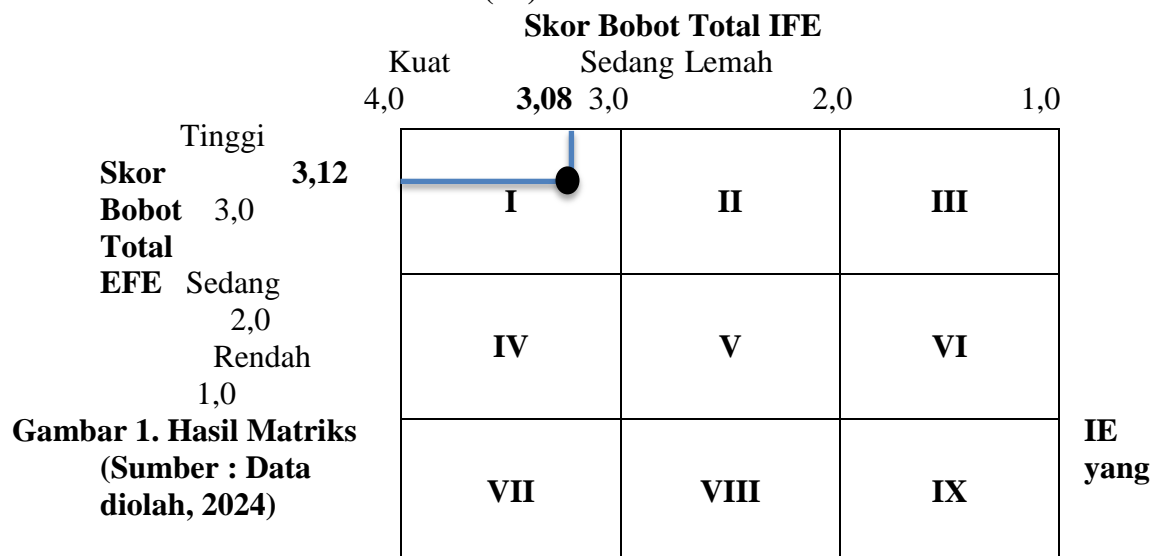 Skor Bobot Total IFE
Kuat Sedang Lemah
4,0 3,08 3,0 2,0 1,0
Tinggi
Skor 3,12
Bobot 3,0
Total
EFE Sedang
2,0
Rendah
1,0
I II III
IV V VI
VII VIII IX
Gambar 1. Hasil Matriks IE
(Sumber : Data yang
diolah, 2024)